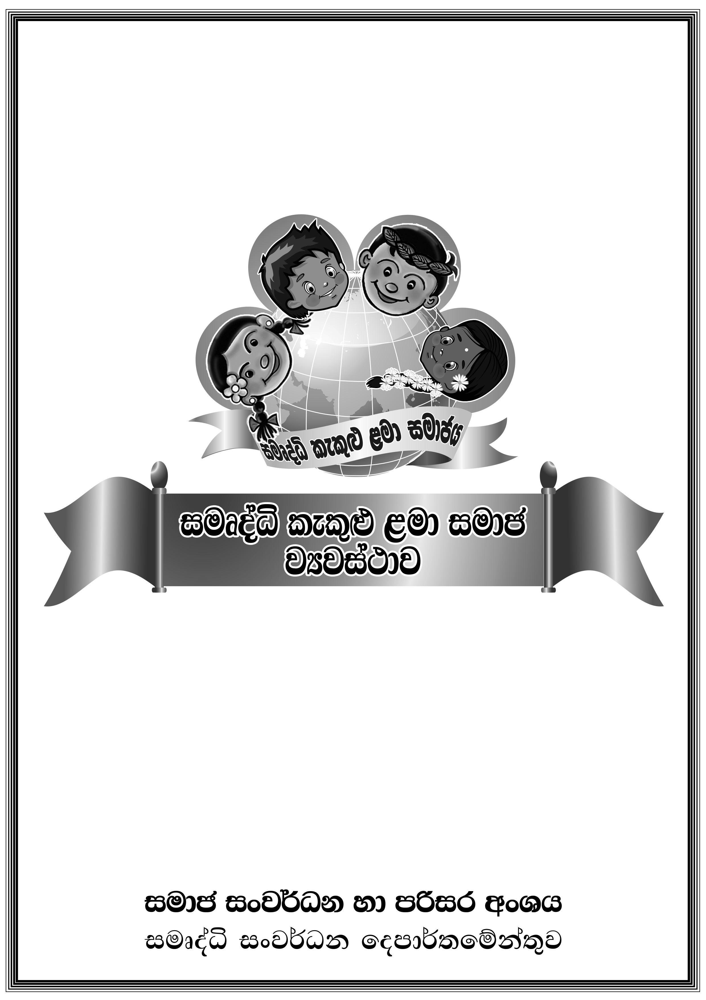 සමෘද්ධි කැකුළු ළමා සමාජය
සමෘද්ධි කැකුළු ළමා සමාජ
ව්‍යවස්ථාව
සමාජ සංවර්ධන හා පරිසර අංශය
සමෘද්ධි සංවර්ධන දෙපාර්තමේන්තුව